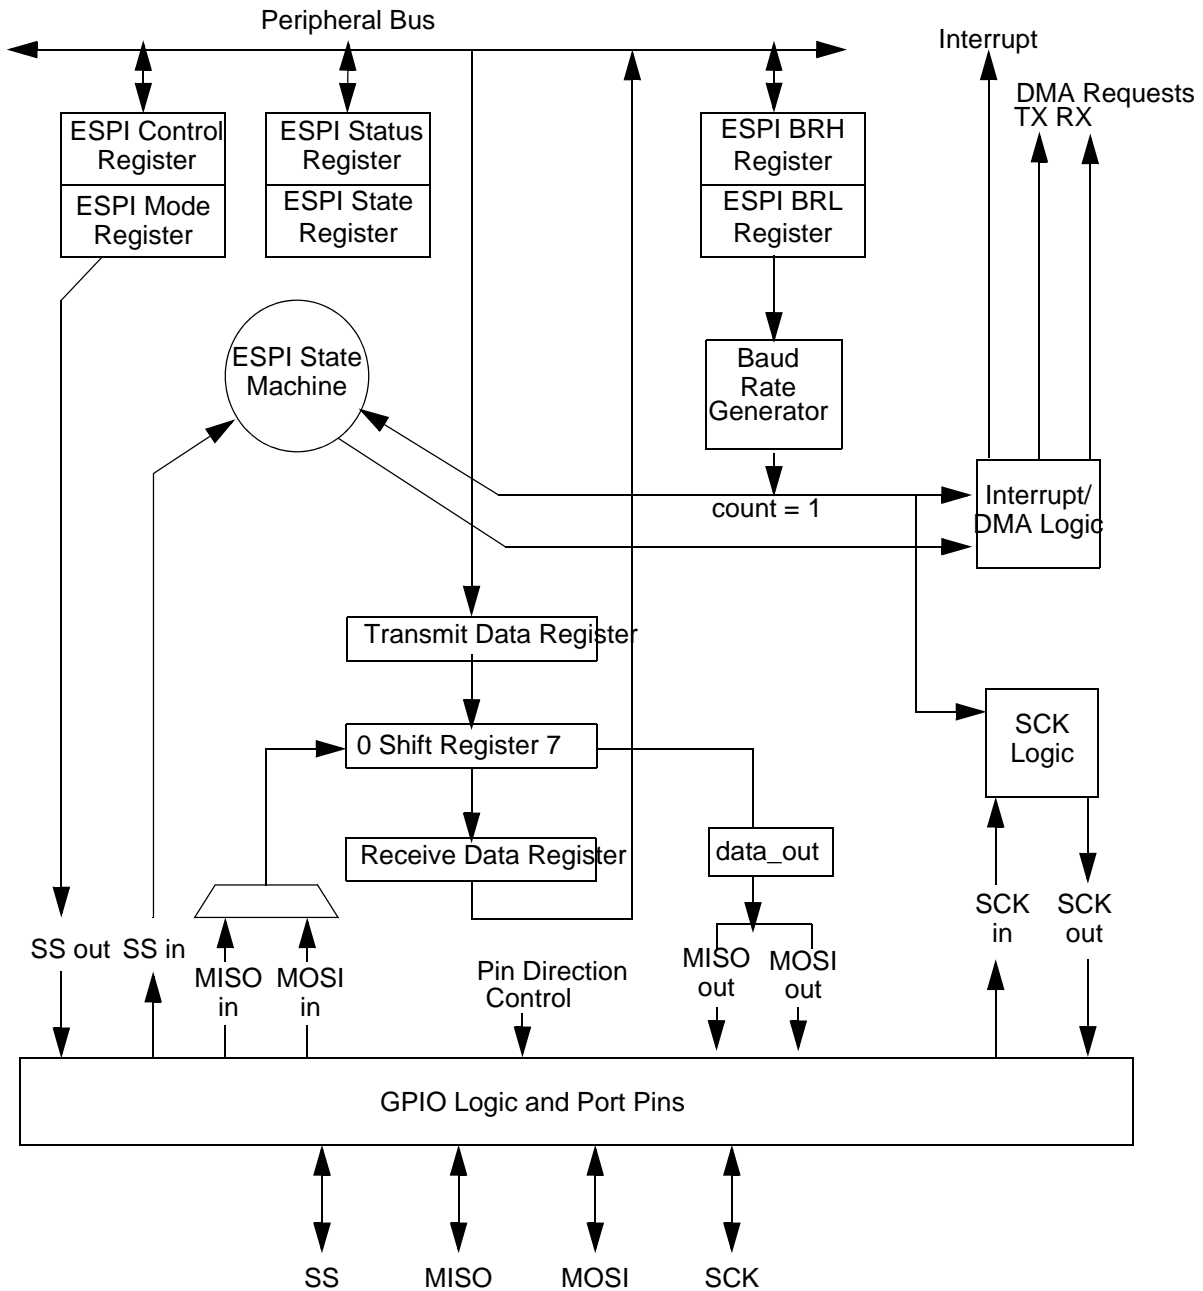 Peripheral Bus
Interrupt
DMA Requests
TX RX
ESPI Control
Register
ESPI Mode
Register
ESPI Status
Register
ESPI State
Register
ESPI BRH
Register
ESPI BRL
Register
ESPI State
Machine
Baud
Rate
Generator
count = 1
Interrupt/
DMA Logic
Transmit Data Register
0 Shift Register 7
Receive Data Register
data_out
SCK
Logic
SS out
SS in
MISO
in
MOSI
in
Pin Direction
Control
MISO
out
MOSI
out
SCK
in
SCK
out
GPIO Logic and Port Pins
SS
MISO
MOSI
SCK